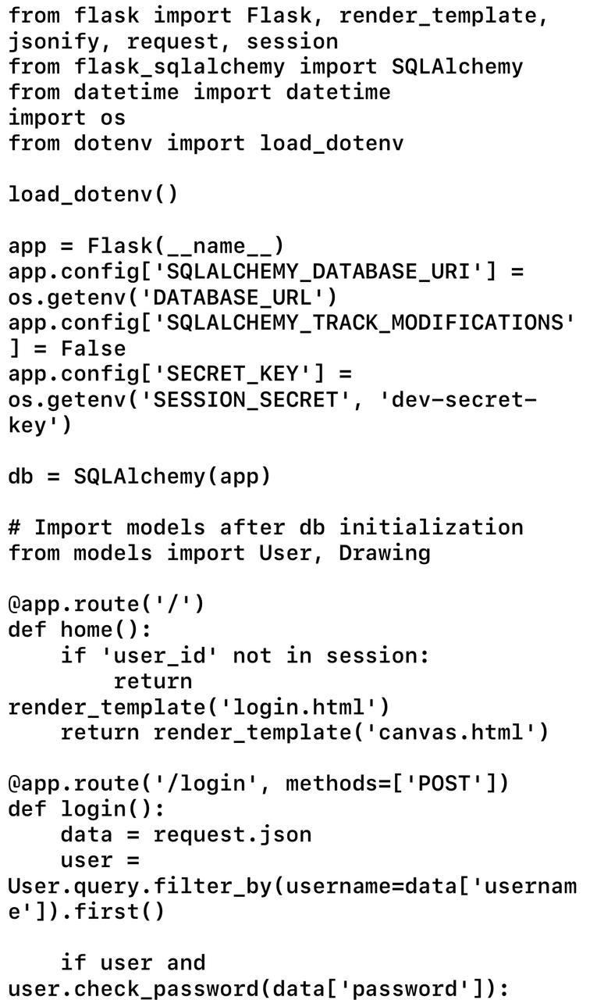 from flask import Flask, render_template,
jsonify, request, session
from flask_sqlalchemy import SQLAlchemy
from datetime import datetime
import os
from dotenv import load_dotenv

load_dotenv()

app = Flask(__name__)
app.config['SQLALCHEMY_DATABASE_URI'] =
os.getenv('DATABASE_URL')
app.config['SQLALCHEMY_TRACK_MODIFICATIONS'
] = False
app.config['SECRET_KEY'] =
os.getenv('SESSION_SECRET', 'dev-secret-
key')

db = SQLAlchemy(app)

# Import models after db initialization
from models import User, Drawing

@app.route('/')
def home():
    if 'user_id' not in session:
        return
render_template('login.html')
    return render_template('canvas.html')

@app.route('/login', methods=['POST'])
def login():
    data = request.json
    user =
User.query.filter_by(username=data['usernam
e']).first()

    if user and
user.check_password(data['password']):